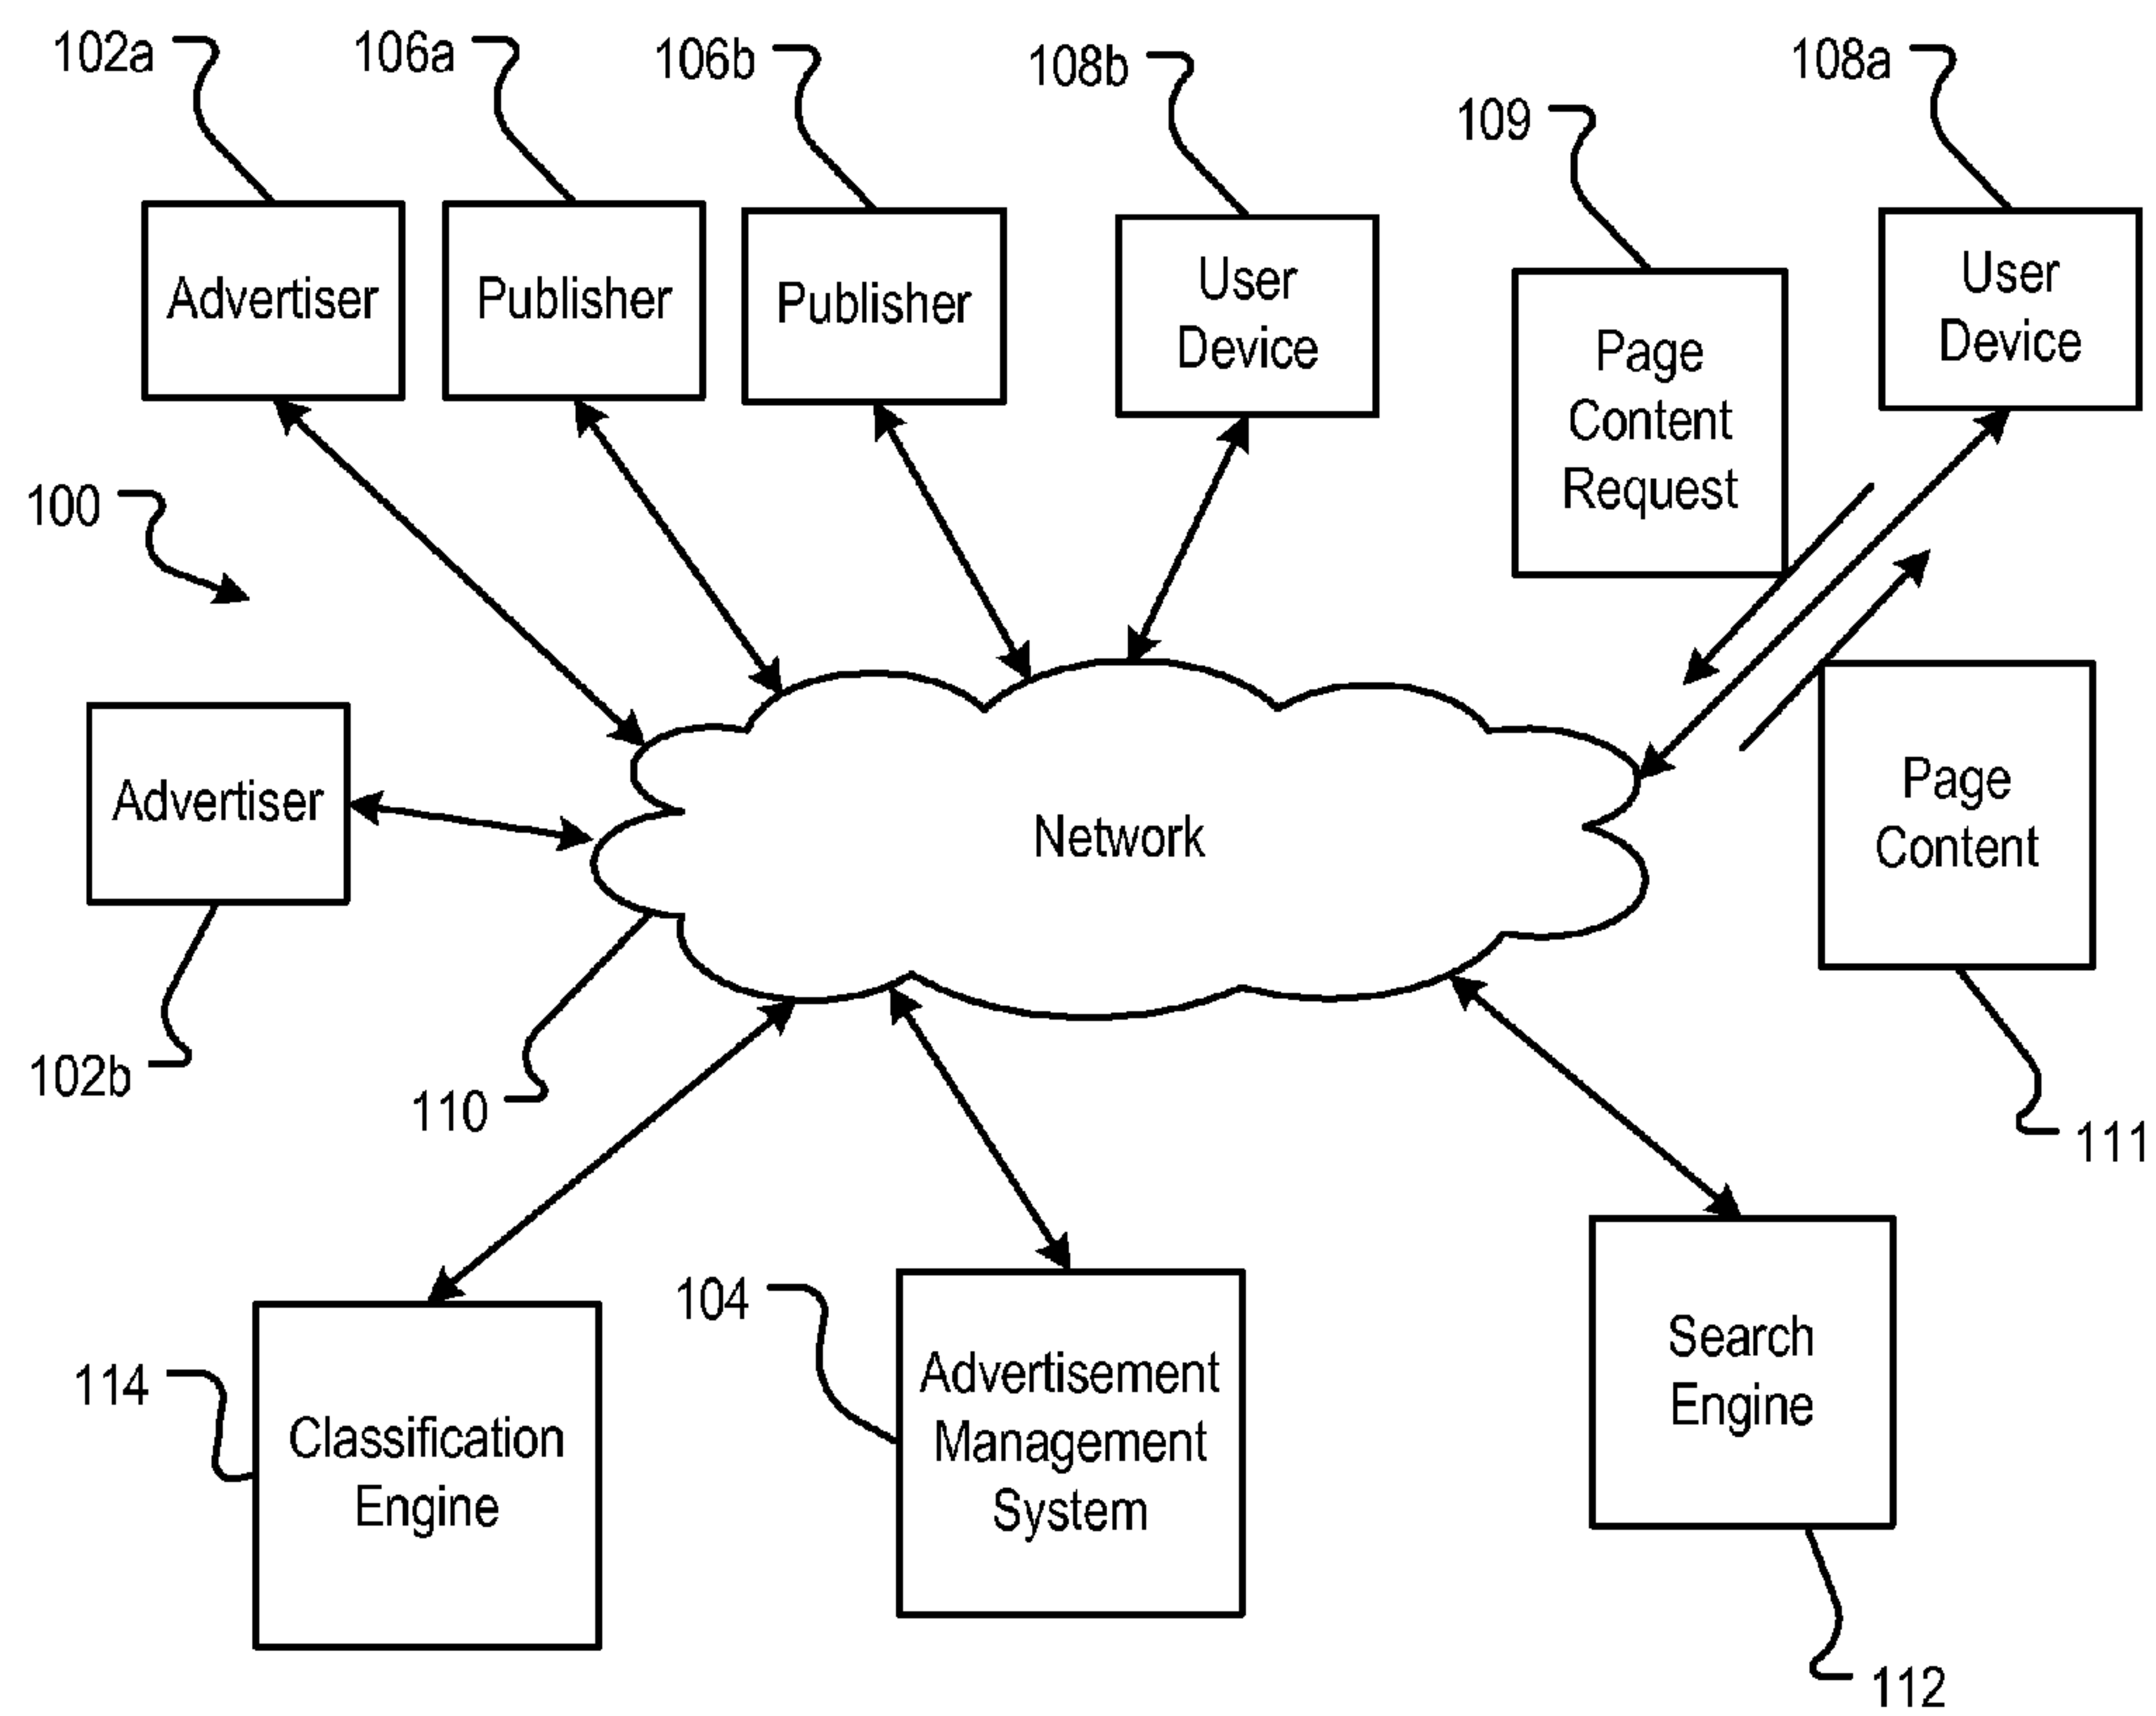 102a
106a
106b
108b
109
108a
Advertiser
Publisher
Publisher
User
Device
Page
Content
Request
User
Device
100
Advertiser
Network
Page
Content
102b
110
111
114
Classification
Engine
104
Advertisement
Management
System
Search
Engine
112